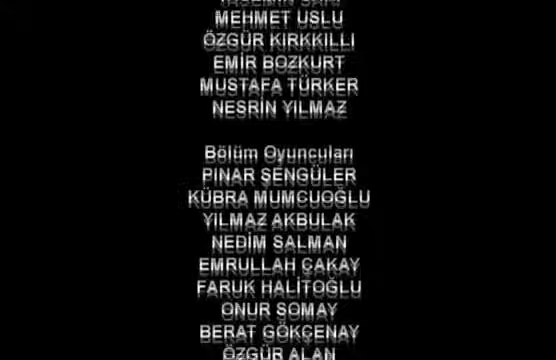 MEHMET USLU
ÖZGÜR KIRKKILLI
EMİR BOZKURT
MUSTAFA TÜRKER
NESRİN YILMAZ
Bölüm Oyuncuları
PINAR ŞENGÜLER
KÜBRA MUMCUOĞLU
YILMAZ AKBULAK
NEDİM SALMAN
EMRULLAH ÇAKAY
FARUK HALİTOĞLU
ONUR SOMAY
BERAT GÖKÇENAY
ÖZGÜR ALAN